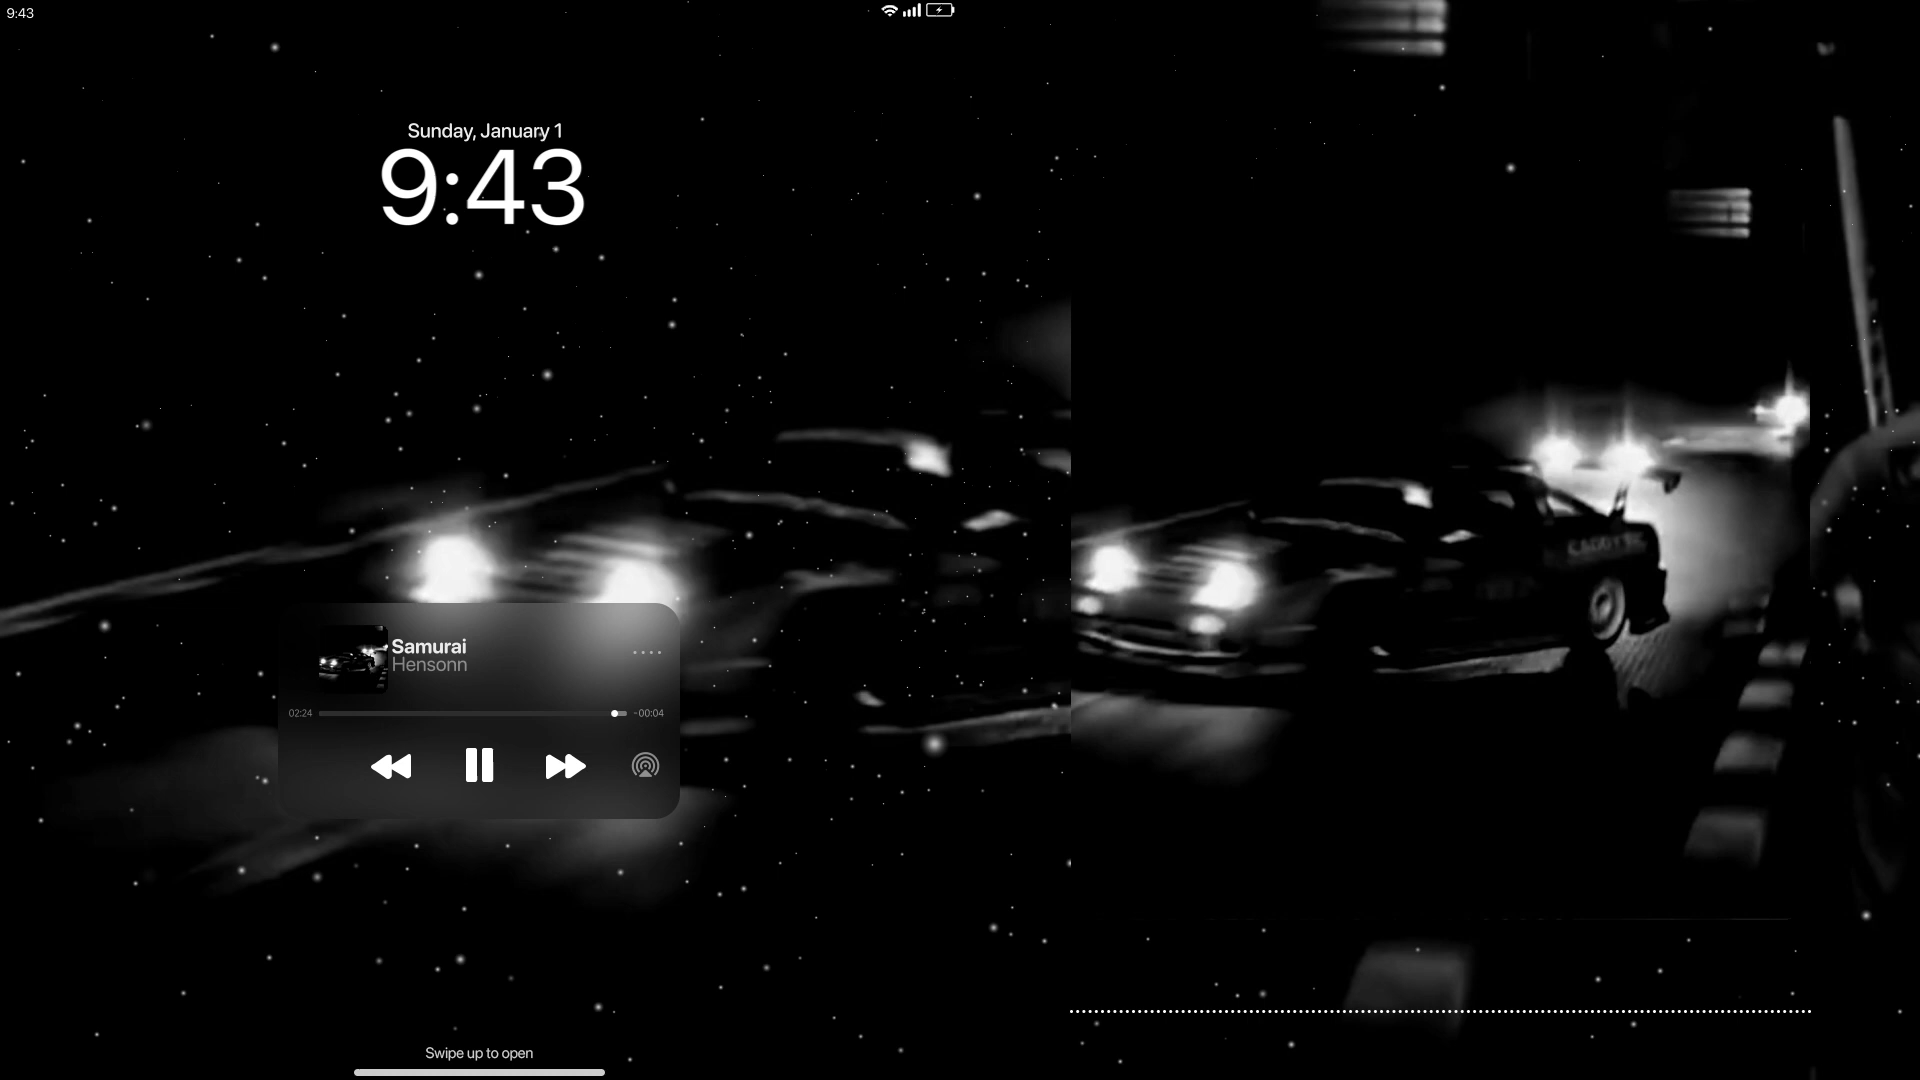 9:43
Sunday, January 1
9:43
Samurai
Hensonn
02:24
-00:04
Swipe up to open